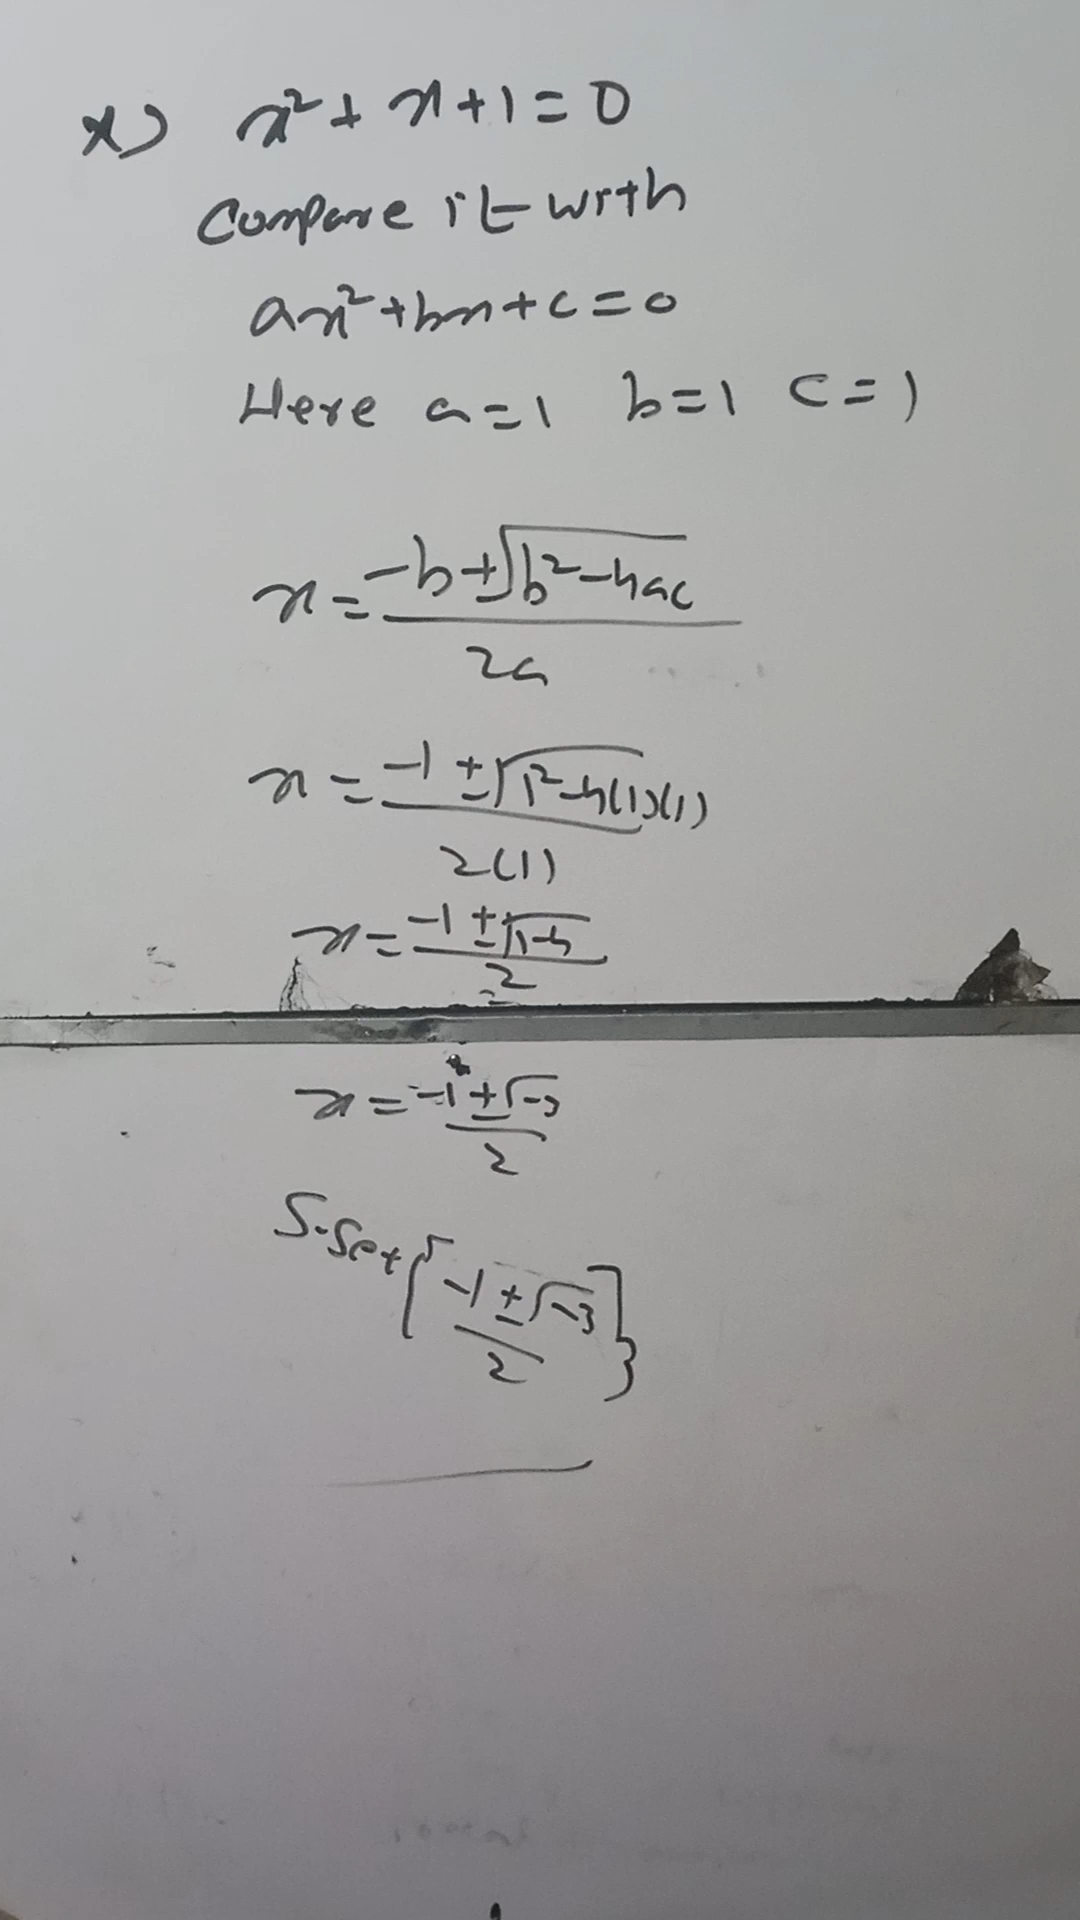 x) x² + x + 1 = 0
Compare it with
ax² + bx + c = 0
Here a = 1 b = 1 c = 1
x = (-b ± √(b² - 4ac)) / 2a
x = (-1 ± √(1² - 4(1)(1))) / 2(1)
x = (-1 ± √(1-4)) / 2
x = (-1 ± √-3) / 2
S.Set {(-1 ± √-3) / 2}